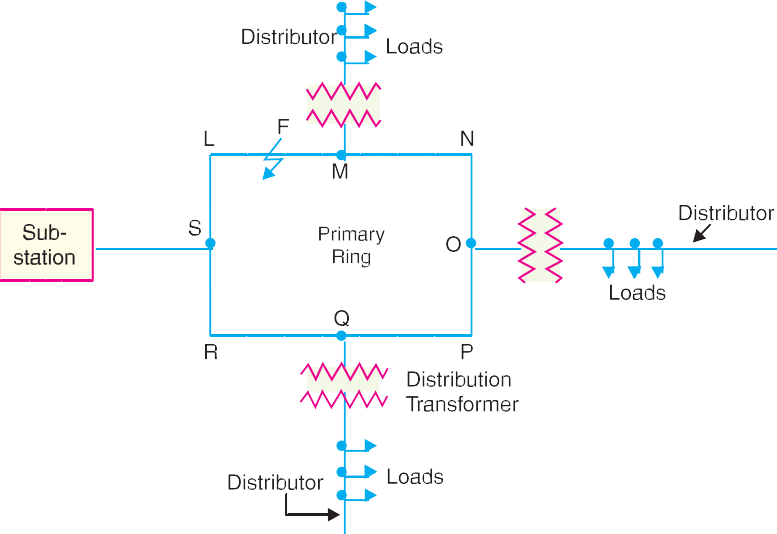 Distributor
Loads
F
L
N
M
Sub-
station
S
Primary
Ring
O
Distributor
Loads
Q
R
P
Distribution
Transformer
Loads
Distributor